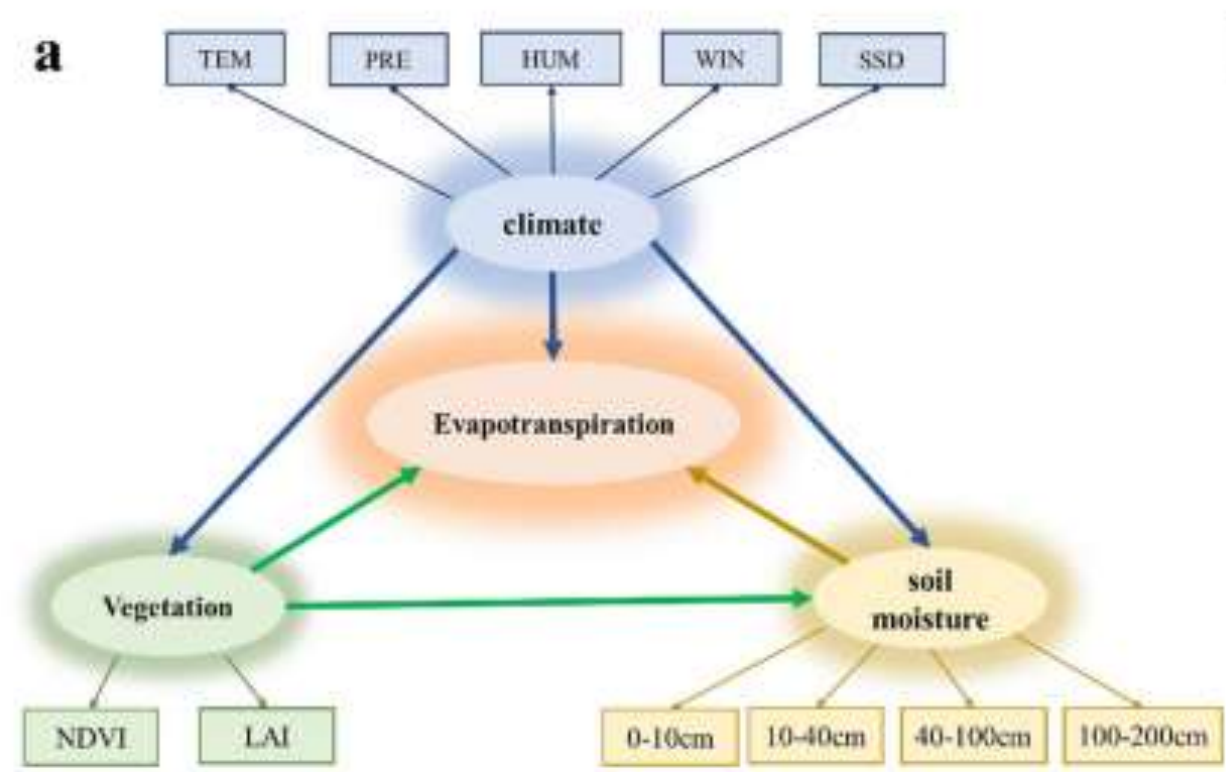 a
TEM PRE HUM WIN SSD
climate
Evapotranspiration
Vegetation
soil
moisture
NDVI LAI 0-10cm 10-40cm 40-100cm 100-200cm